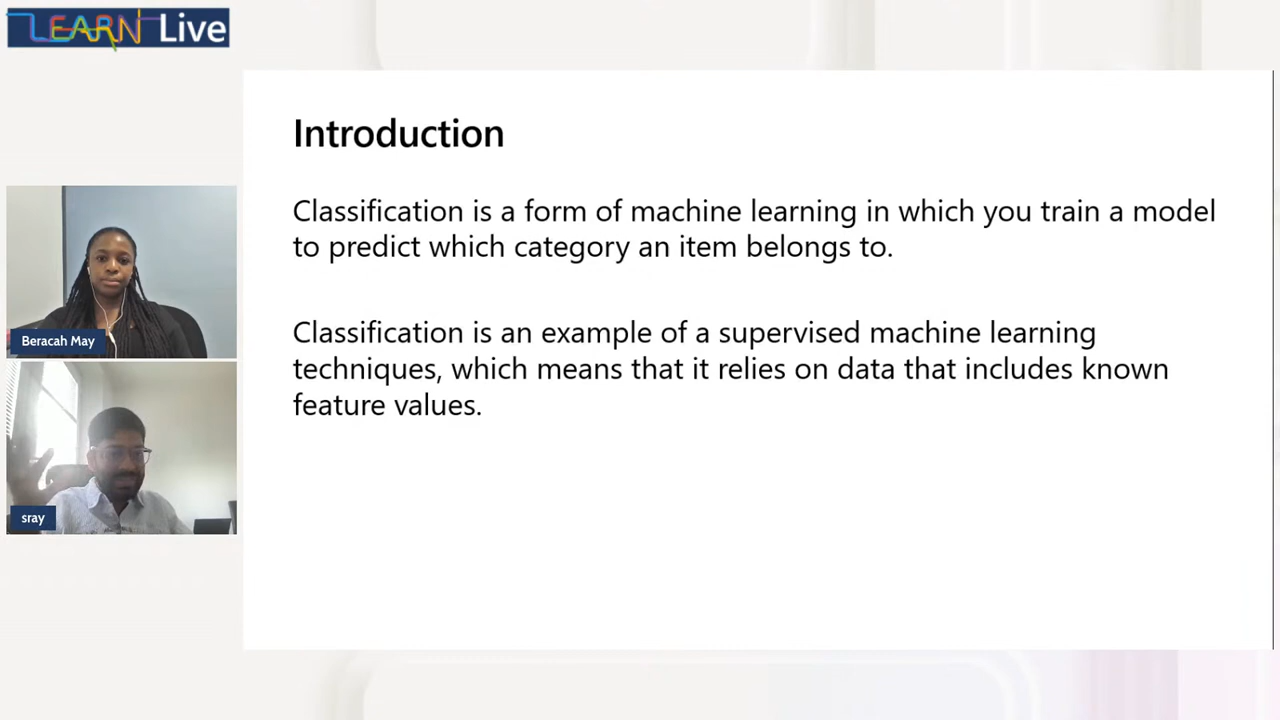 LEARN Live
Introduction
Classification is a form of machine learning in which you train a model
to predict which category an item belongs to.
Classification is an example of a supervised machine learning
techniques, which means that it relies on data that includes known
feature values.
Beracah May
sray